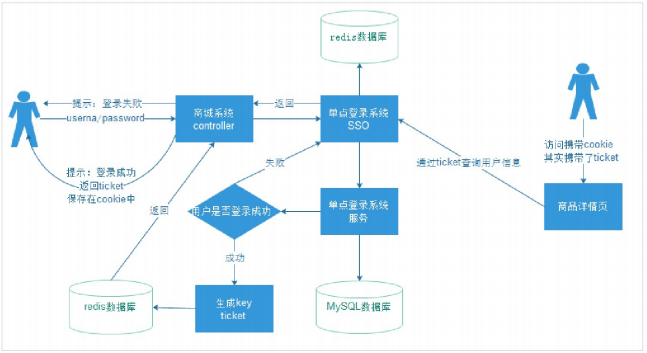 redis数据库
提示：登录失败
userna/password
商城系统
controller
返回
单点登录系统
SSO
访问携带cookie
其实携带了ticket
提示：登录成功
返回ticket
保存在cookie中
失败
通过ticket查询用户信息
返回
用户是否登录成功
单点登录系统
服务
商品详情页
成功
redis数据库
生成key
ticket
MySQL数据库